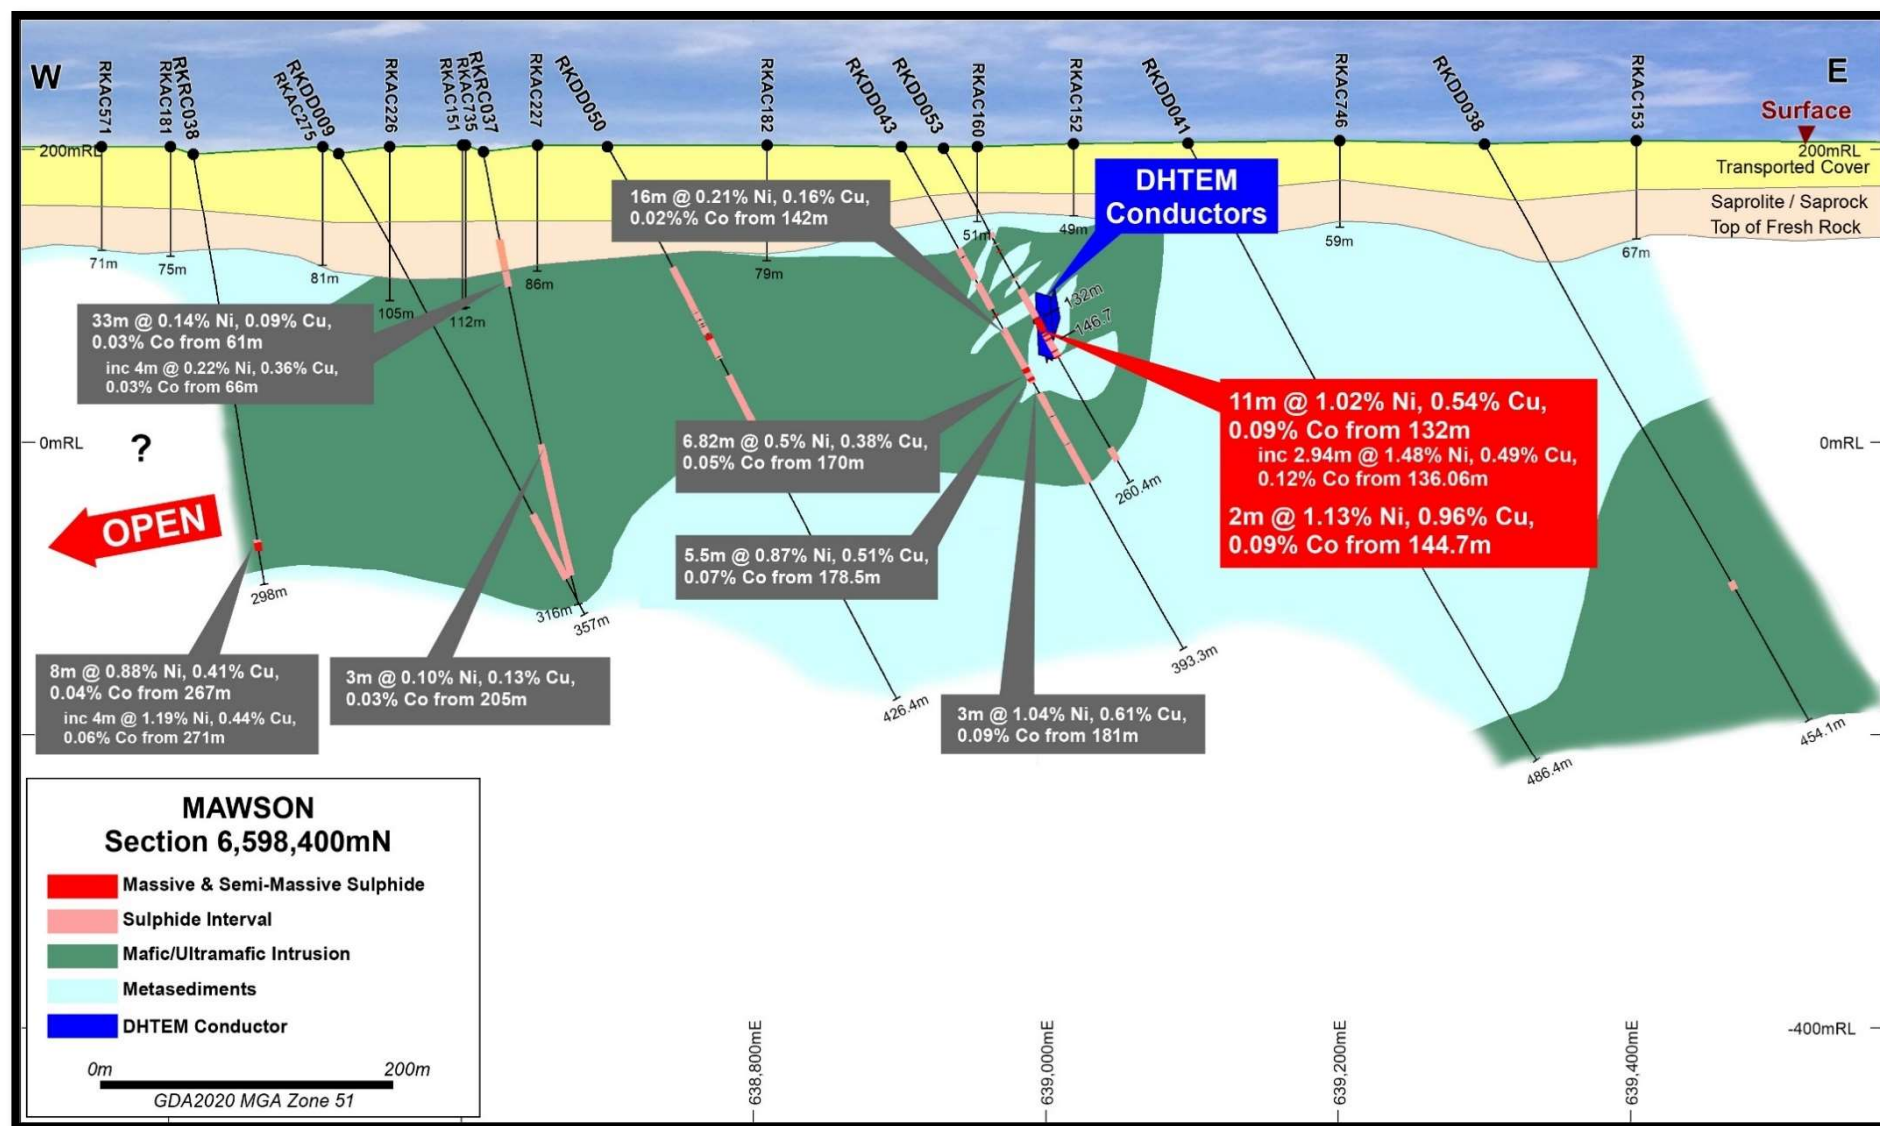 W
E
RKAC571
RKAC181
RKRC038
RKDD009
RKAC275
RKAC226
RKAC151
RKAC735
RKRC037
RKAC227
RKDD050
RKAC182
RKDD043
RKDD053
RKAC160
RKAC152
RKDD041
RKAC746
RKDD038
RKAC153
Surface
200mRL
200mRL
Transported Cover
Saprolite / Saprock
Top of Fresh Rock
DHTEM
Conductors
16m @ 0.21% Ni, 0.16% Cu,
0.02%% Co from 142m
71m
75m
81m
105m
112m
86m
79m
51m
49m
59m
67m
132m
146.7
33m @ 0.14% Ni, 0.09% Cu,
0.03% Co from 61m
inc 4m @ 0.22% Ni, 0.36% Cu,
0.03% Co from 66m
11m @ 1.02% Ni, 0.54% Cu,
0.09% Co from 132m
inc 2.94m @ 1.48% Ni, 0.49% Cu,
0.12% Co from 136.06m
2m @ 1.13% Ni, 0.96% Cu,
0.09% Co from 144.7m
0mRL
?
0mRL
6.82m @ 0.5% Ni, 0.38% Cu,
0.05% Co from 170m
260.4m
OPEN
5.5m @ 0.87% Ni, 0.51% Cu,
0.07% Co from 178.5m
298m
316m
357m
393.3m
426.4m
454.1m
486.4m
8m @ 0.88% Ni, 0.41% Cu,
0.04% Co from 267m
inc 4m @ 1.19% Ni, 0.44% Cu,
0.06% Co from 271m
3m @ 0.10% Ni, 0.13% Cu,
0.03% Co from 205m
3m @ 1.04% Ni, 0.61% Cu,
0.09% Co from 181m
MAWSON
Section 6,598,400mN
Massive & Semi-Massive Sulphide
Sulphide Interval
Mafic/Ultramafic Intrusion
Metasediments
DHTEM Conductor
0m
200m
GDA2020 MGA Zone 51
638,800mE
639,000mE
639,200mE
639,400mE
-400mRL